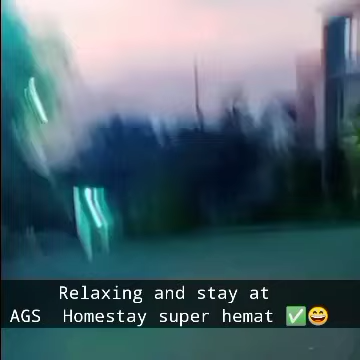 Relaxing and stay at
AGS Homestay super hemat ✅😄